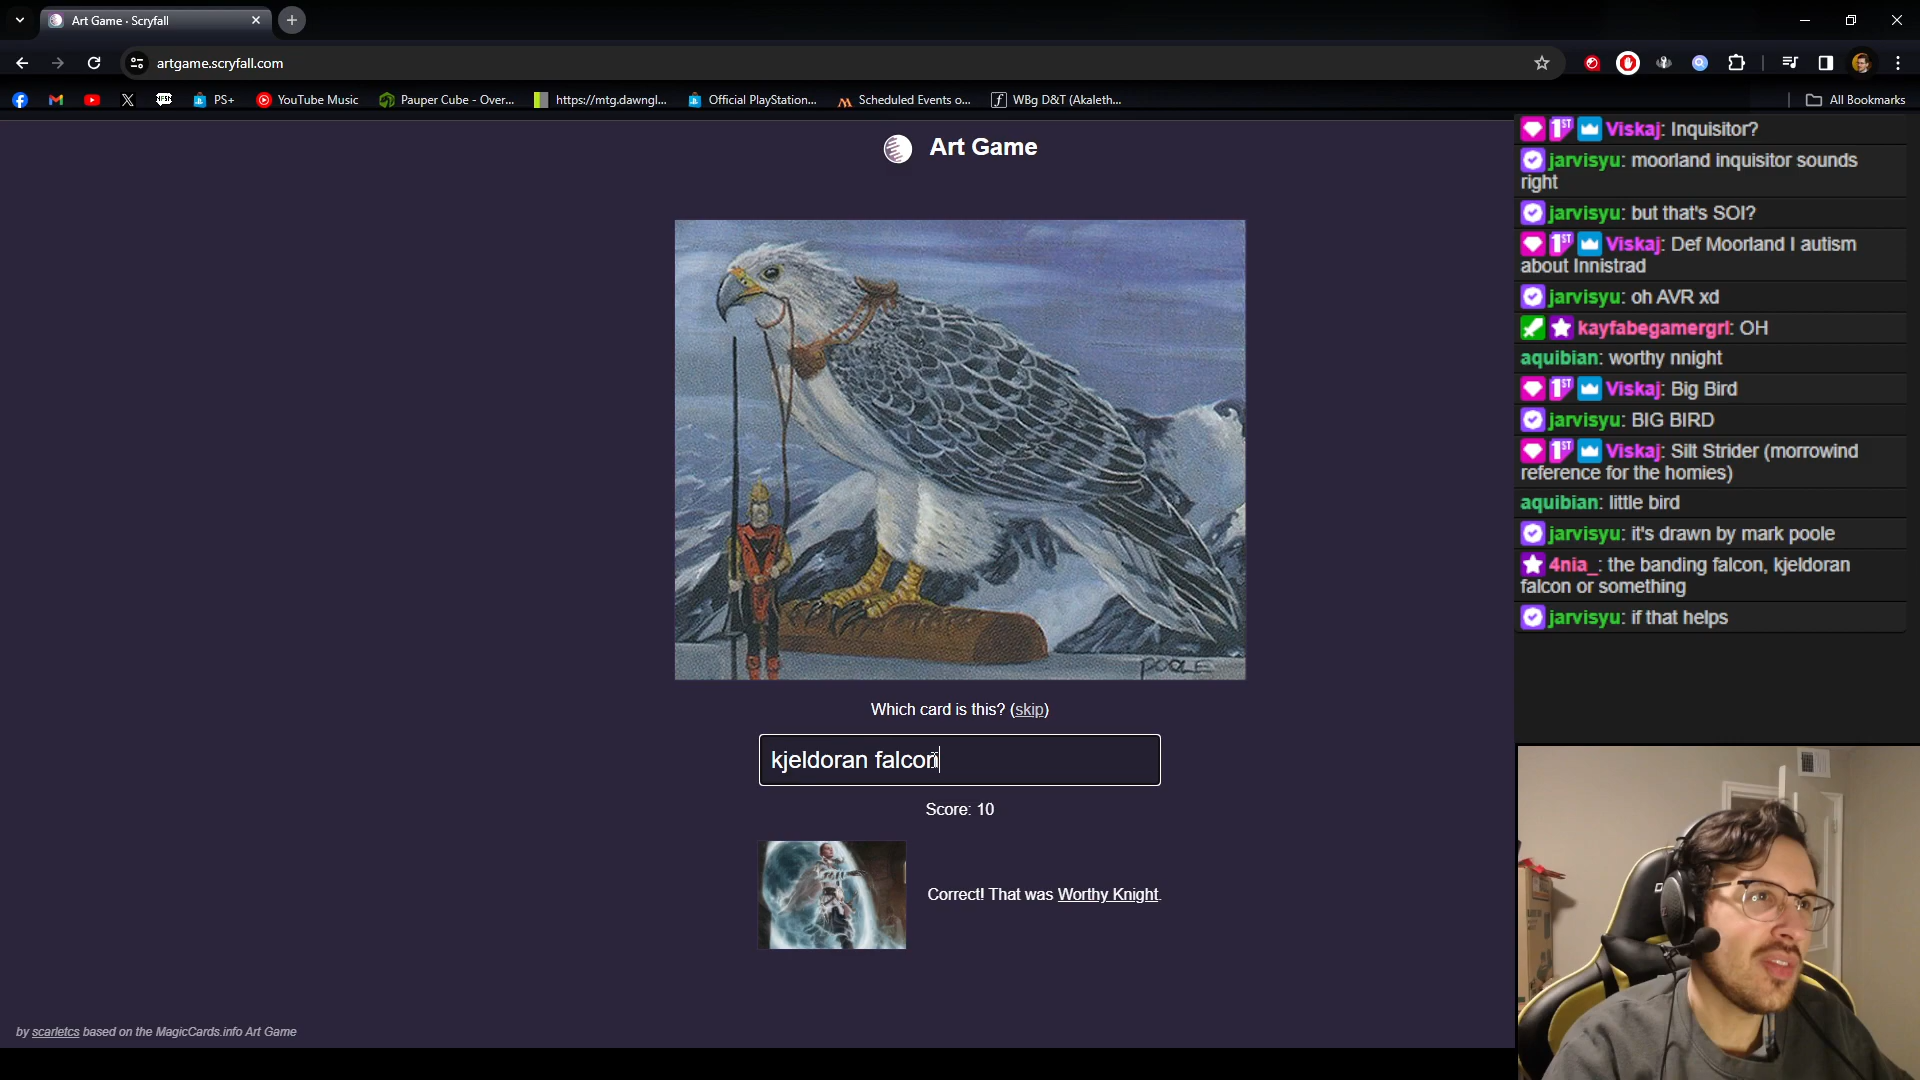 Art Game · Scryfall
artgame.scryfall.com
PS+
YouTube Music
Pauper Cube - Over...
https://mtg.dawngl...
Official PlayStation...
Scheduled Events o...
WBg D&T (Akaleth...
All Bookmarks
Art Game
POOLE
Which card is this? (skip)
kjeldoran falcon
Score: 10
Correct! That was Worthy Knight.
by scarletcs based on the MagicCards.info Art Game
1ST Viskaj: Inquisitor?
jarvisyu: moorland inquisitor sounds
right
jarvisyu: but that's SOI?
1ST Viskaj: Def Moorland I autism
about Innistrad
jarvisyu: oh AVR xd
kayfabegamergrl: OH
aquibian: worthy nnight
1ST Viskaj: Big Bird
jarvisyu: BIG BIRD
1ST Viskaj: Silt Strider (morrowind
reference for the homies)
aquibian: little bird
jarvisyu: it's drawn by mark poole
4nia_: the banding falcon, kjeldoran
falcon or something
jarvisyu: if that helps